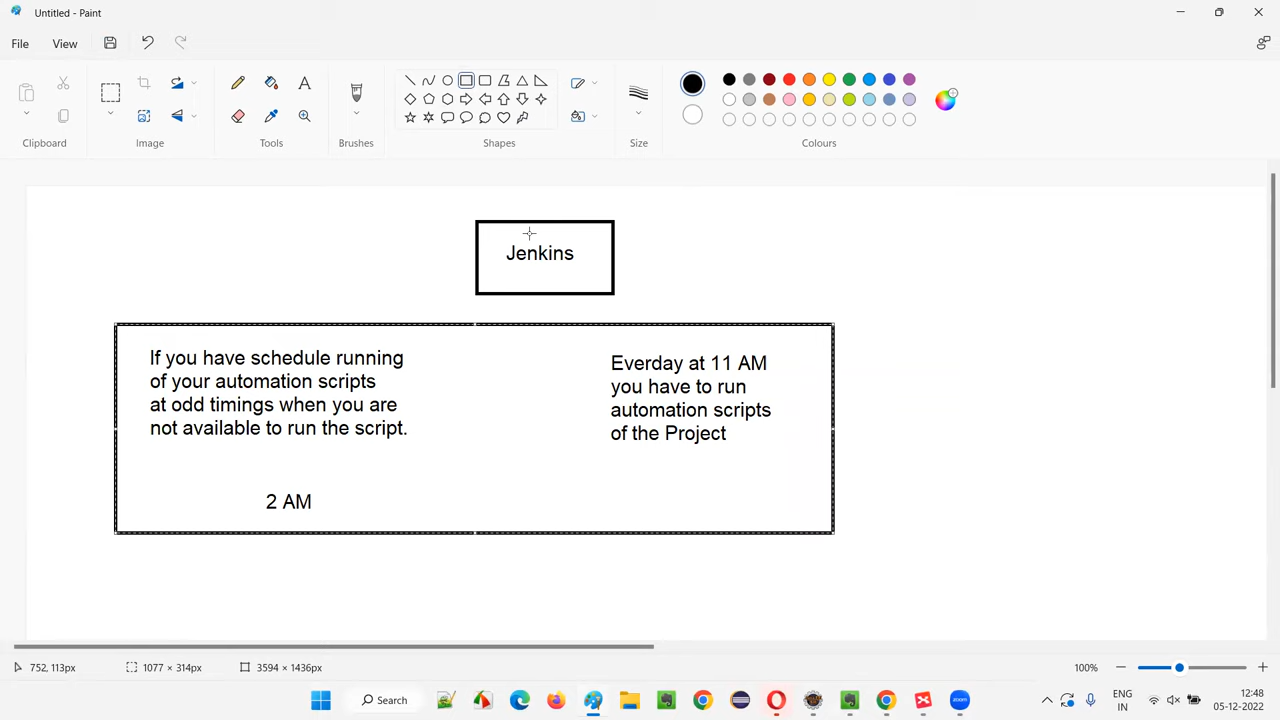 Untitled - Paint
File View
Clipboard Image Tools Brushes Shapes Size Colours
Jenkins
If you have schedule running
of your automation scripts
at odd timings when you are
not available to run the script.
2 AM
Everday at 11 AM
you have to run
automation scripts
of the Project
752, 113px 1077 × 314px 3594 × 1436px 100%
Search
ENG
IN
12:48
05-12-2022